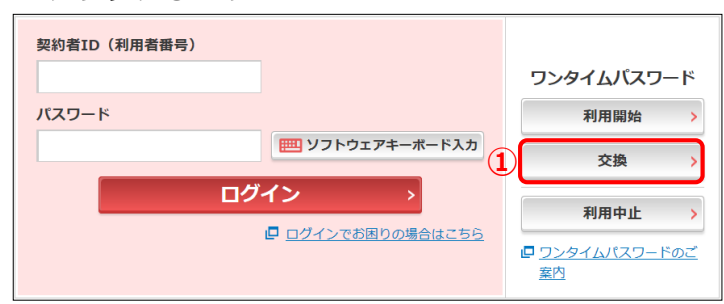 契約者ID（利用者番号）
パスワード
ソフトウェアキーボード入力
ログイン
ログインでお困りの場合はこちら
ワンタイムパスワード
利用開始
①
交換
利用中止
ワンタイムパスワードのご
案内